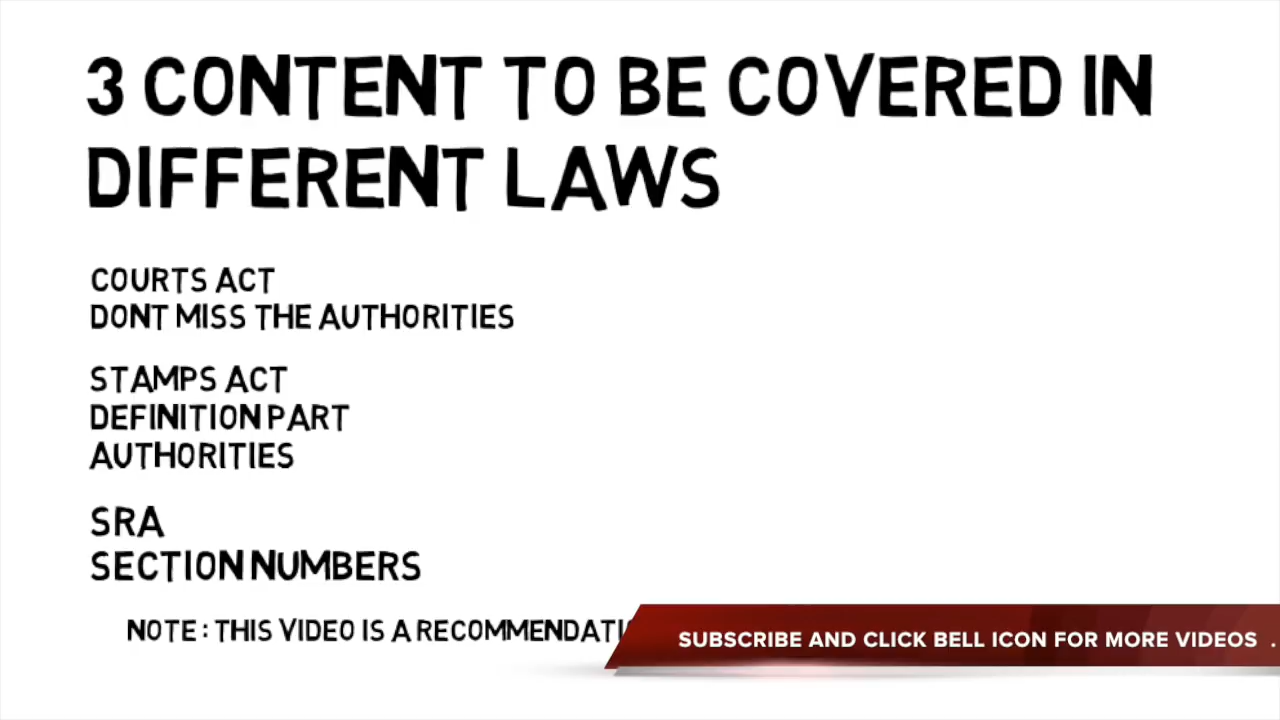 3 CONTENT TO BE COVERED IN
DIFFERENT LAWS
COURTS ACT
DONT MISS THE AUTHORITIES
STAMPS ACT
DEFINITION PART
AUTHORITIES
SRA
SECTION NUMBERS
NOTE : THIS VIDEO IS A
SUBSCRIBE AND CLICK BELL ICON FOR MORE VIDEOS .